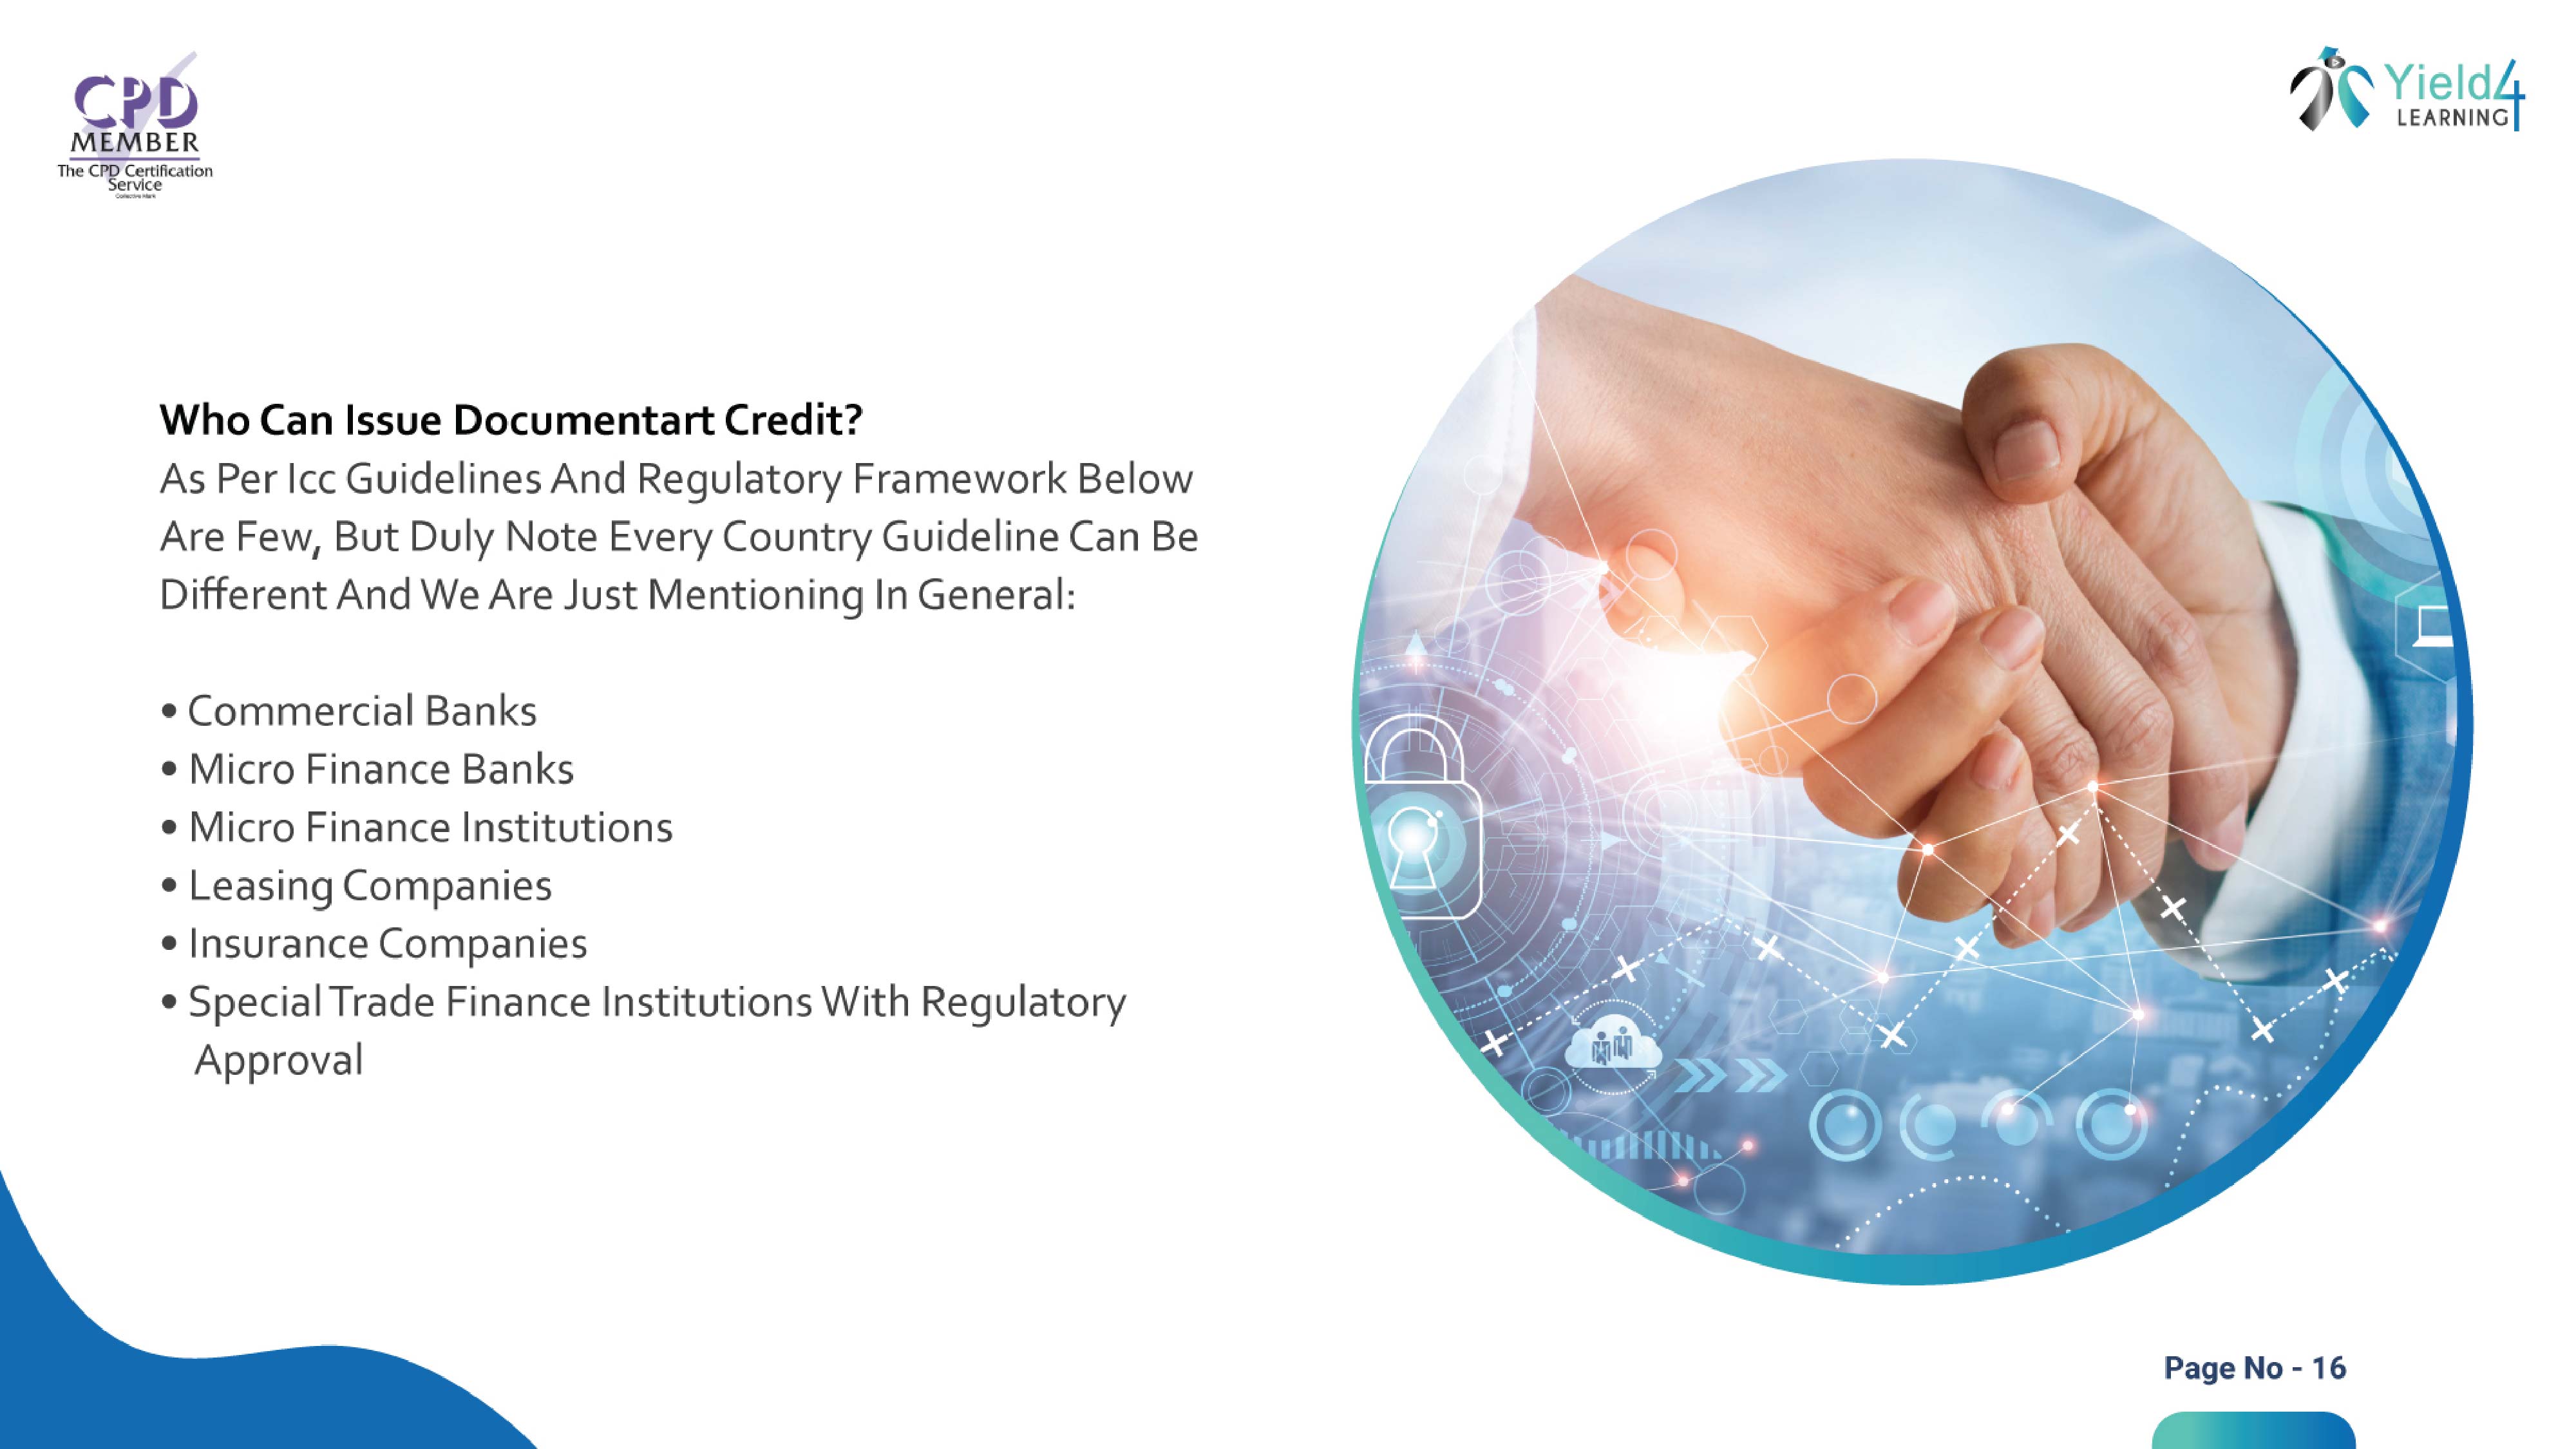 CPD
MEMBER
The CPD Certification
Service
Collective Mark
Yield4
LEARNING
Who Can Issue Documentart Credit?
As Per Icc Guidelines And Regulatory Framework Below
Are Few, But Duly Note Every Country Guideline Can Be
Different And We Are Just Mentioning In General:
• Commercial Banks
• Micro Finance Banks
• Micro Finance Institutions
• Leasing Companies
• Insurance Companies
• Special Trade Finance Institutions With Regulatory
Approval
Page No - 16